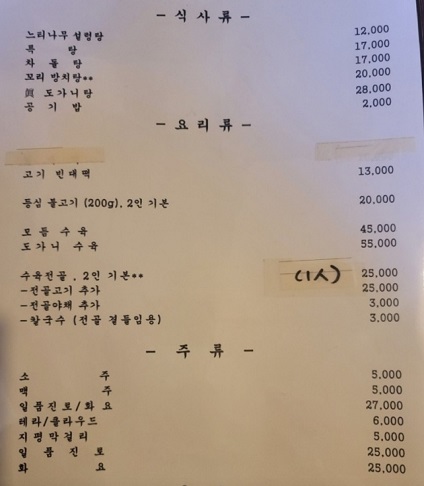 - 식 사 류 -
느리나무 설렁탕 12,000
특 탕 17,000
차 돌 탕 17,000
꼬리 방치탕** 20,000
眞 도가니탕 28,000
공 기 밥 2,000
- 요 리 류 -
고기 빈대떡 13,000
등심 불고기 (200g), 2인 기본 20,000
모 듬 수 육 45,000
도 가 니 수 육 55,000
수육전골 , 2인 기본** (1人) 25,000
-전골고기 추가 25,000
-전골야채 추가 3,000
-칼국수 (전골 곁들임용) 3,000
- 주 류 -
소 주 5,000
맥 주 5,000
일품진로/화 요 27,000
테라/클라우드 6,000
지평막걸리 5,000
일 품 진 로 25,000
화 요 25,000